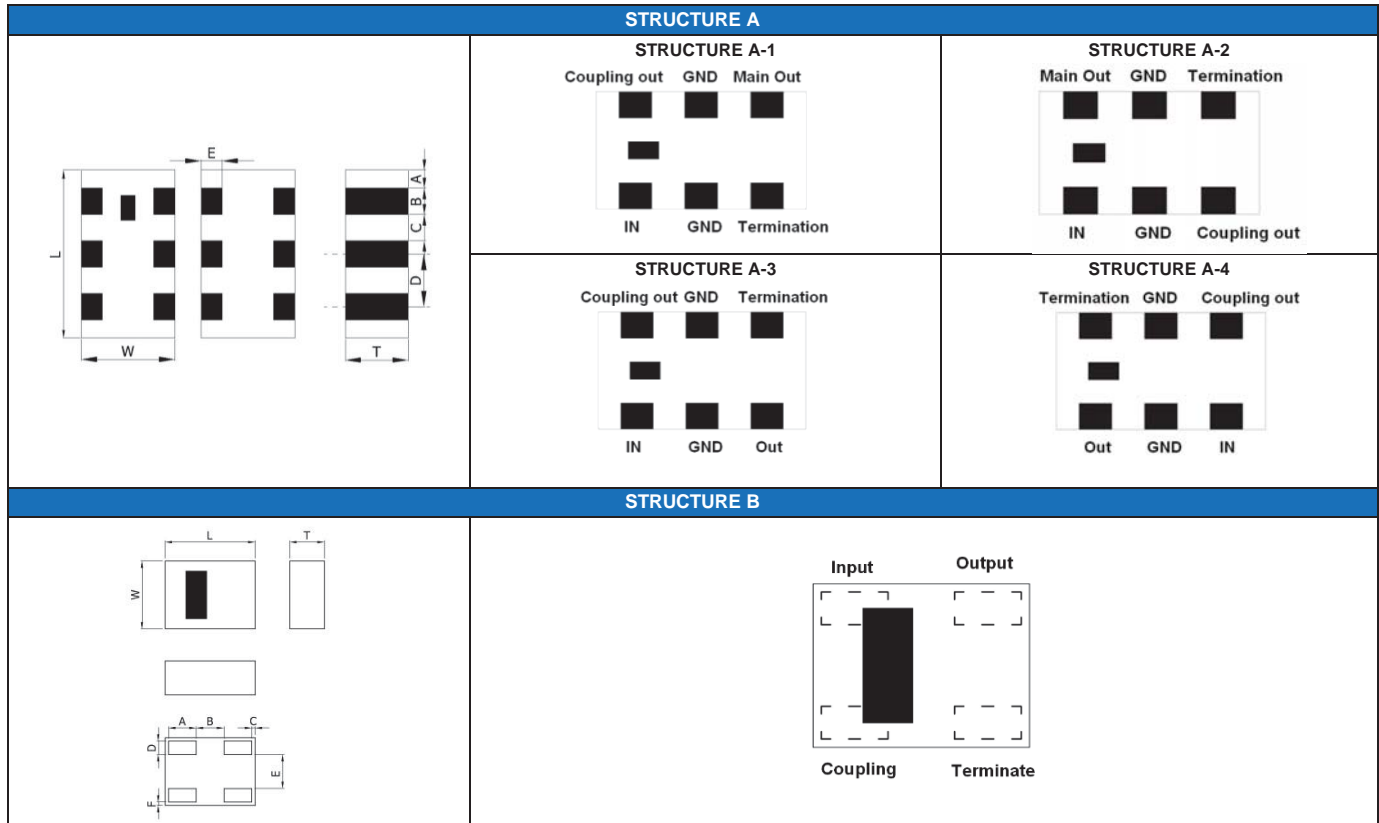 STRUCTURE A
E
A
B
C
D
L
W
T
STRUCTURE A-1
Coupling out GND Main Out
IN GND Termination
STRUCTURE A-2
Main Out GND Termination
IN GND Coupling out
STRUCTURE A-3
Coupling out GND Termination
IN GND Out
STRUCTURE A-4
Termination GND Coupling out
Out GND IN
STRUCTURE B
L T
W
A B C
D
E
F
Input Output
Coupling Terminate